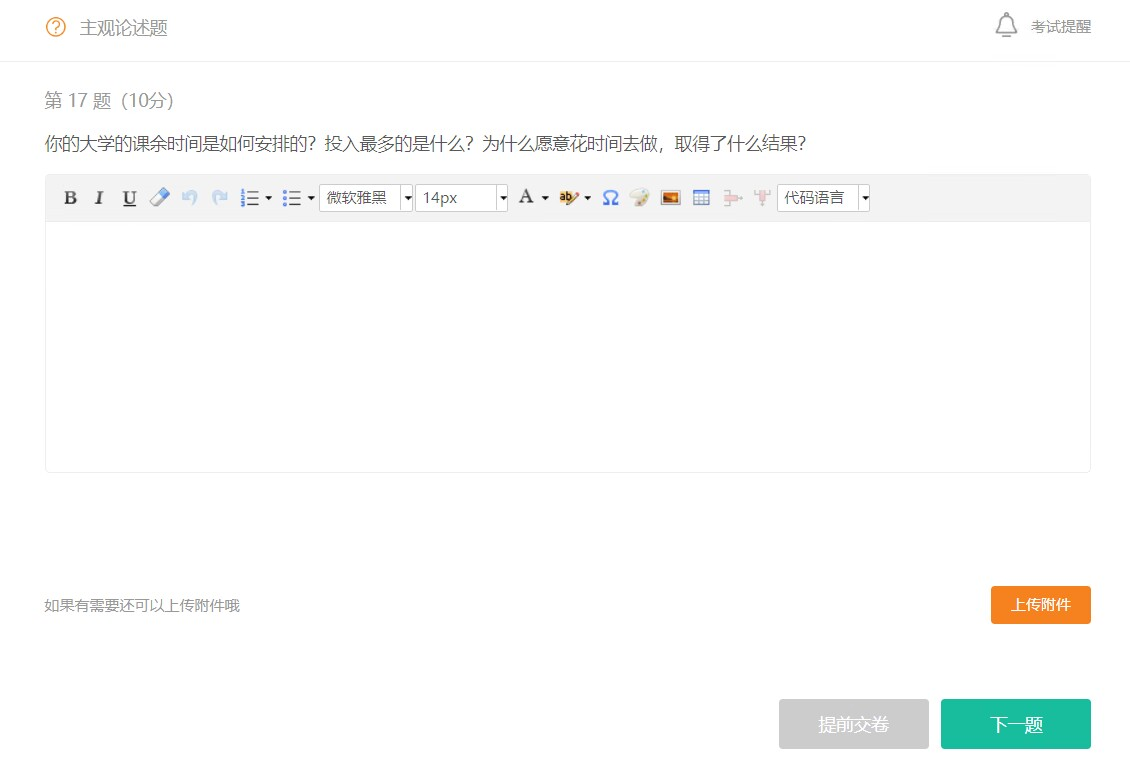 主观论述题
考试提醒
第 17 题（10分）
你的大学的课余时间是如何安排的？投入最多的是什么？为什么愿意花时间去做，取得了什么结果？
B I U 微软雅黑 14px A ab Ω 代码语言
如果有需要还可以上传附件哦
上传附件
提前交卷
下一题